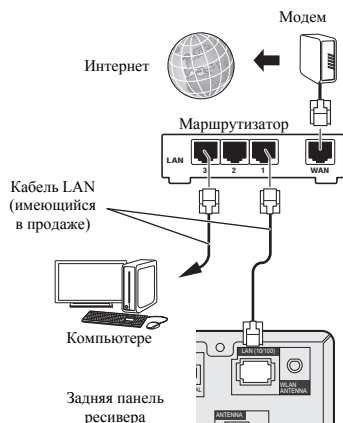 Модем
Интернет
Маршрутизатор
LAN
3
2
1
WAN
Кабель LAN
(имеющийся
в продаже)
Компьютере
LAN (10/100)
WLAN
ANTENNA
Задняя панель
ресивера
ANTENNA